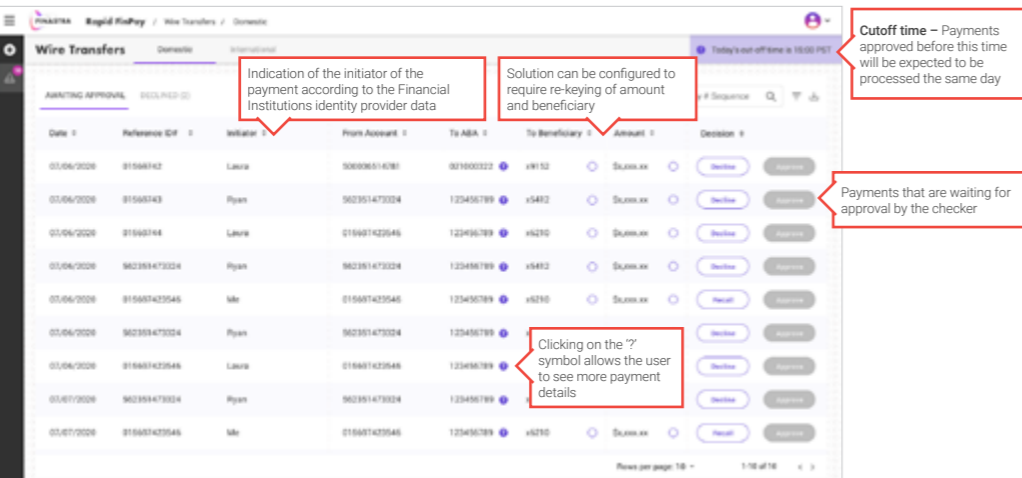 FINASTRA Rapid FinPay / Wire Transfers / Domestic
Wire Transfers Domestic International
Today's cut-off time is 15:00 PST
Cutoff time – Payments
approved before this time
will be expected to be
processed the same day
Indication of the initiator of the
payment according to the Financial
Institutions identity provider data
Solution can be configured to
require re-keying of amount
and beneficiary
AWAITING APPROVAL DECLINED (2) # Sequence
Date Reference ID# Initiator From Account To ABA To Beneficiary Amount Decision
07/06/2020 01560742 Laura 021000322 x9152 $x,xxx.xx Decline Approve
07/06/2020 01560743 Ryan 562351473324 123456789 x5412 $x,xxx.xx Decline Approve
Payments that are waiting for
approval by the checker
07/06/2020 01560744 Laura 015607423546 123456789 x6210 $x,xxx.xx Decline Approve
07/06/2020 562351473324 Ryan 562351473324 123456789 x5412 $x,xxx.xx Decline Approve
07/06/2020 015607423546 Me 015607423546 123456789 x6210 $x,xxx.xx Recall Approve
07/06/2020 562351473324 Ryan 562351473324 123456789 Decline Approve
Clicking on the '?'
symbol allows the user
to see more payment
details
07/06/2020 015607423546 Laura 015607423546 123456789 Decline Approve
07/07/2020 562351473324 Ryan 562351473324 123456789 Decline Approve
07/07/2020 015607423546 Me 015607423546 123456789 x6210 $x,xxx.xx Recall Approve
Rows per page: 10 1-10 of 16